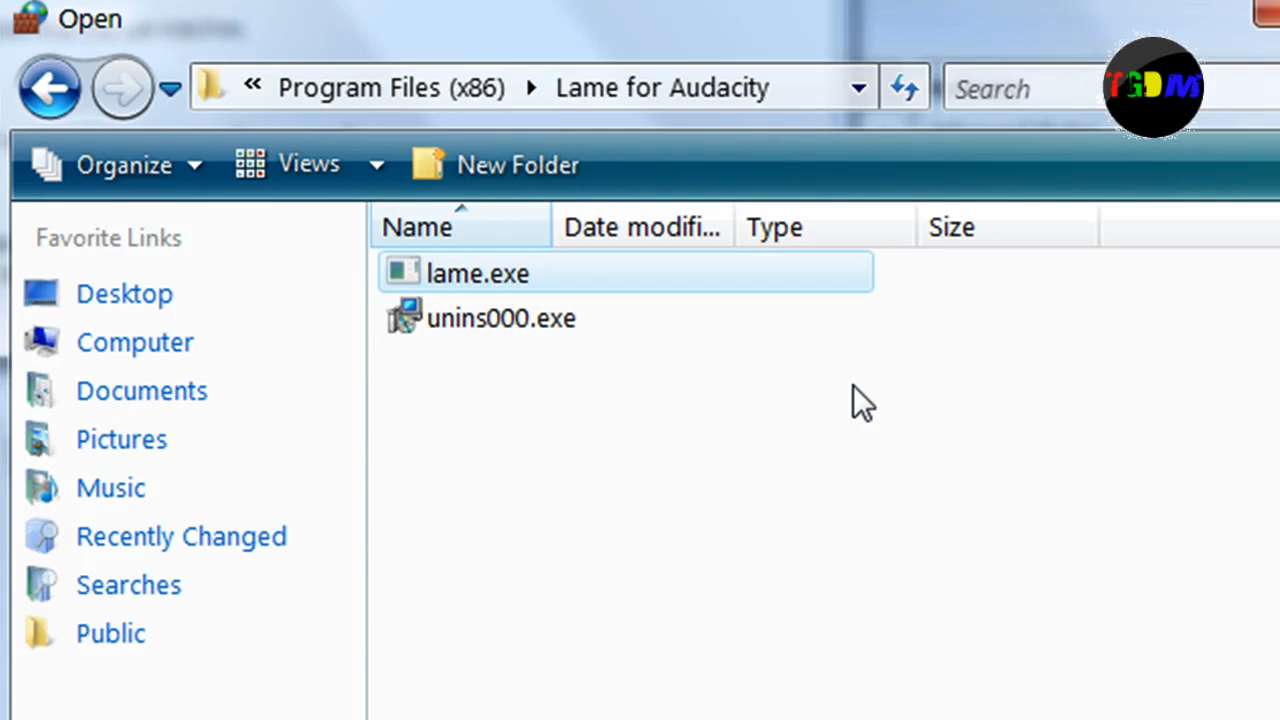 Open
« Program Files (x86) Lame for Audacity Search
TGDM
Organize Views New Folder
Favorite Links
Name Date modifi... Type Size
Desktop
lame.exe
Computer
unins000.exe
Documents
Pictures
Music
Recently Changed
Searches
Public